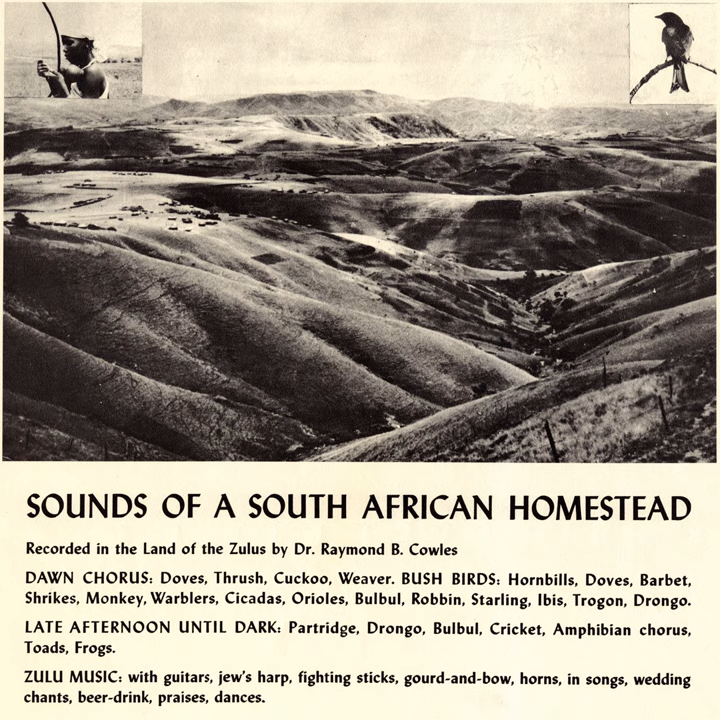 SOUNDS OF A SOUTH AFRICAN HOMESTEAD
Recorded in the Land of the Zulus by Dr. Raymond B. Cowles
DAWN CHORUS: Doves, Thrush, Cuckoo, Weaver. BUSH BIRDS: Hornbills, Doves, Barbet,
Shrikes, Monkey, Warblers, Cicadas, Orioles, Bulbul, Robbin, Starling, Ibis, Trogon, Drongo.
LATE AFTERNOON UNTIL DARK: Partridge, Drongo, Bulbul, Cricket, Amphibian chorus,
Toads, Frogs.
ZULU MUSIC: with guitars, jew's harp, fighting sticks, gourd-and-bow, horns, in songs, wedding
chants, beer-drink, praises, dances.